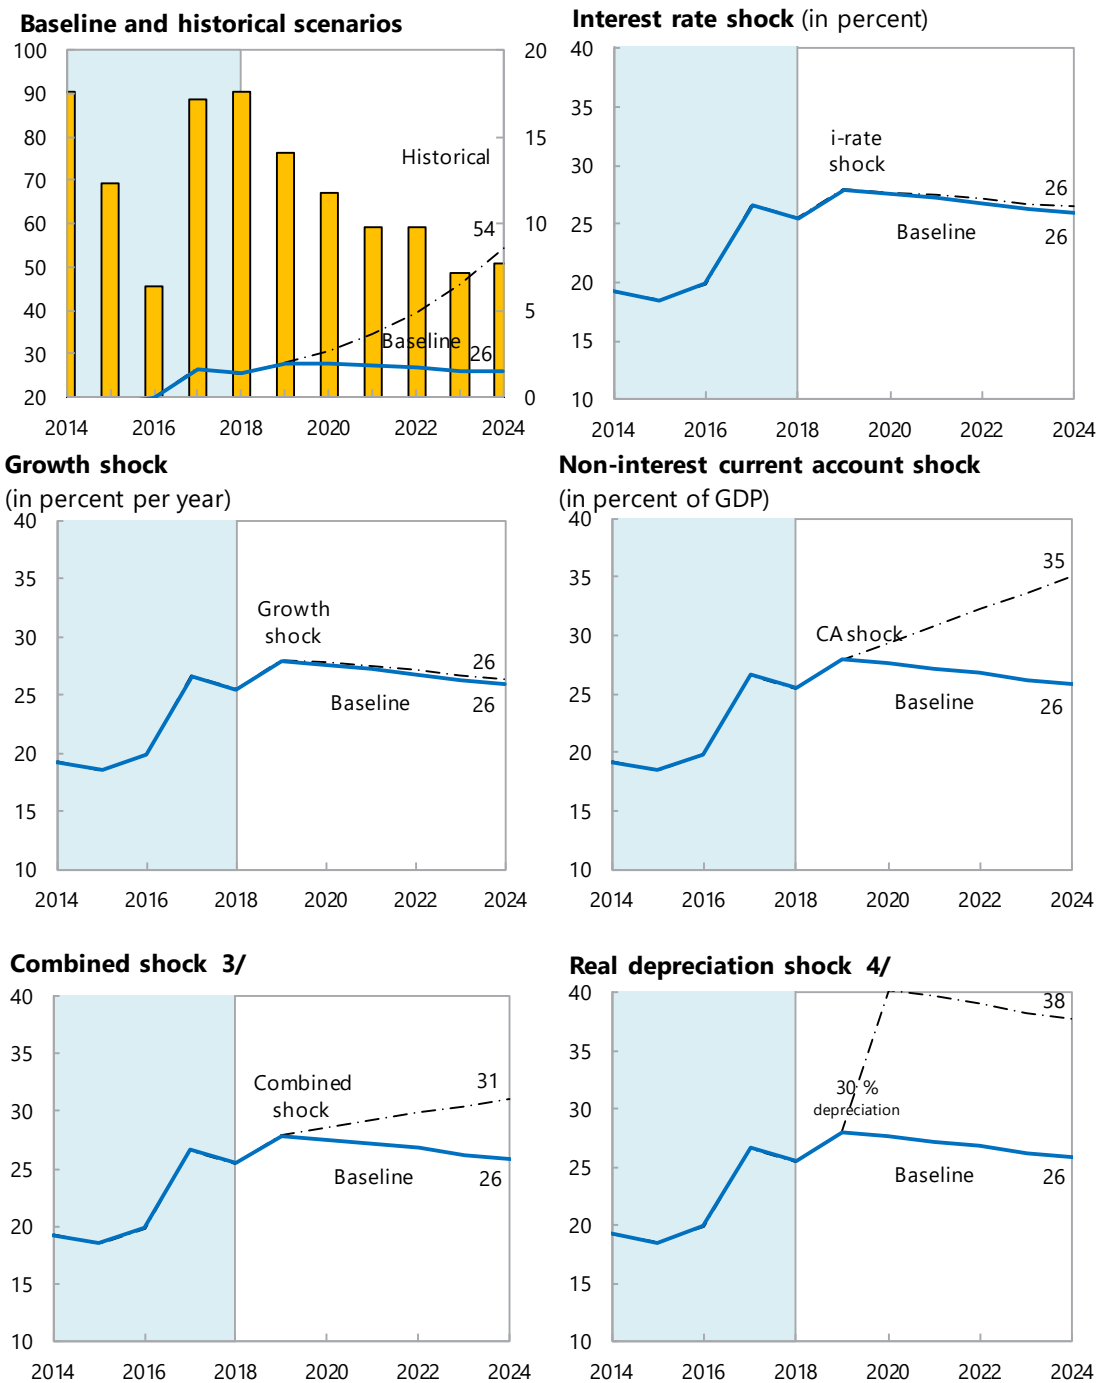 Baseline and historical scenarios
100
90
80
70
60
50
40
30
20
20
15
10
5
0
Historical
54
Baseline
26
2014 2016 2018 2020 2022 2024
Interest rate shock (in percent)
40
35
30
25
20
15
10
i-rate
shock
26
Baseline
26
2014 2016 2018 2020 2022 2024
Growth shock
(in percent per year)
40
35
30
25
20
15
10
Growth
shock
26
Baseline
26
2014 2016 2018 2020 2022 2024
Non-interest current account shock
(in percent of GDP)
40
35
30
25
20
15
10
35
CA shock
Baseline
26
2014 2016 2018 2020 2022 2024
Combined shock 3/
40
35
30
25
20
15
10
Combined
shock
31
Baseline
26
2014 2016 2018 2020 2022 2024
Real depreciation shock 4/
40
35
30
25
20
15
10
38
30 %
depreciation
Baseline
26
2014 2016 2018 2020 2022 2024